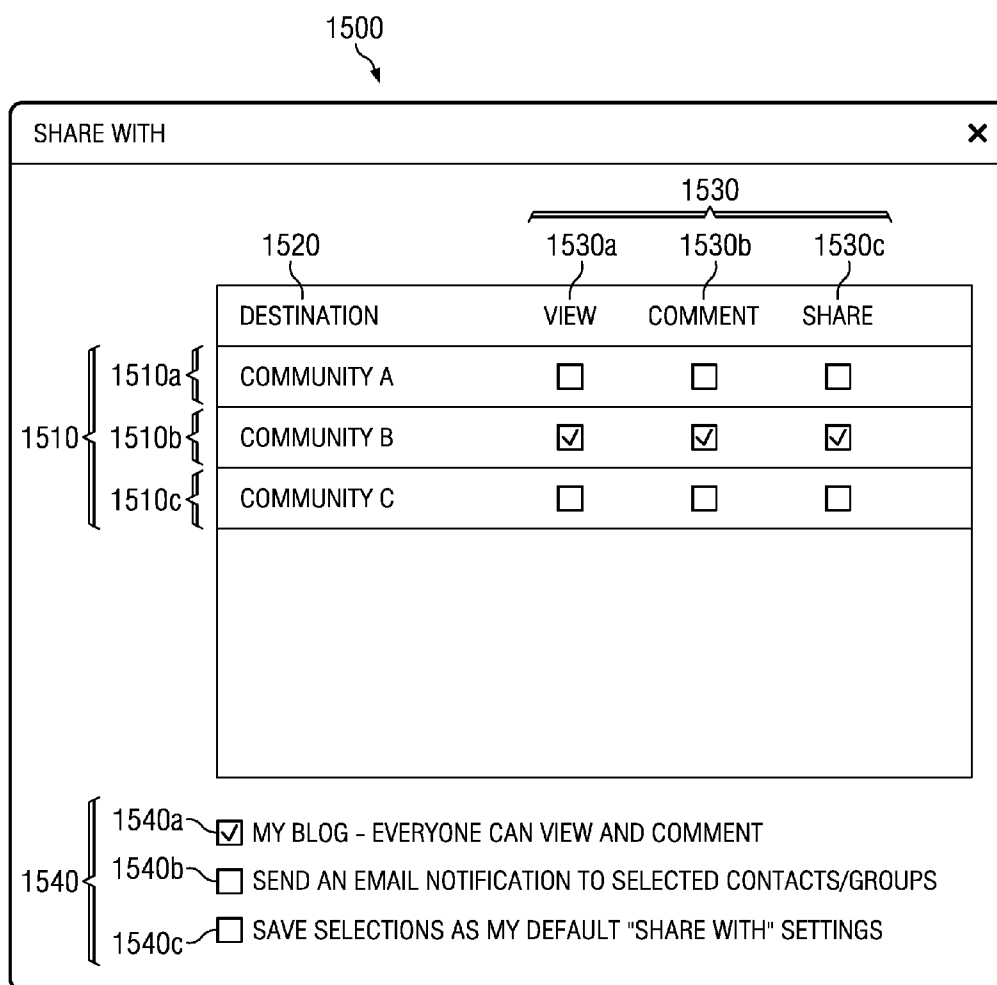 1500
SHARE WITH
1530
1520 1530a 1530b 1530c
DESTINATION VIEW COMMENT SHARE
1510a COMMUNITY A
1510 1510b COMMUNITY B
1510c COMMUNITY C
1540a MY BLOG - EVERYONE CAN VIEW AND COMMENT
1540 1540b SEND AN EMAIL NOTIFICATION TO SELECTED CONTACTS/GROUPS
1540c SAVE SELECTIONS AS MY DEFAULT "SHARE WITH" SETTINGS